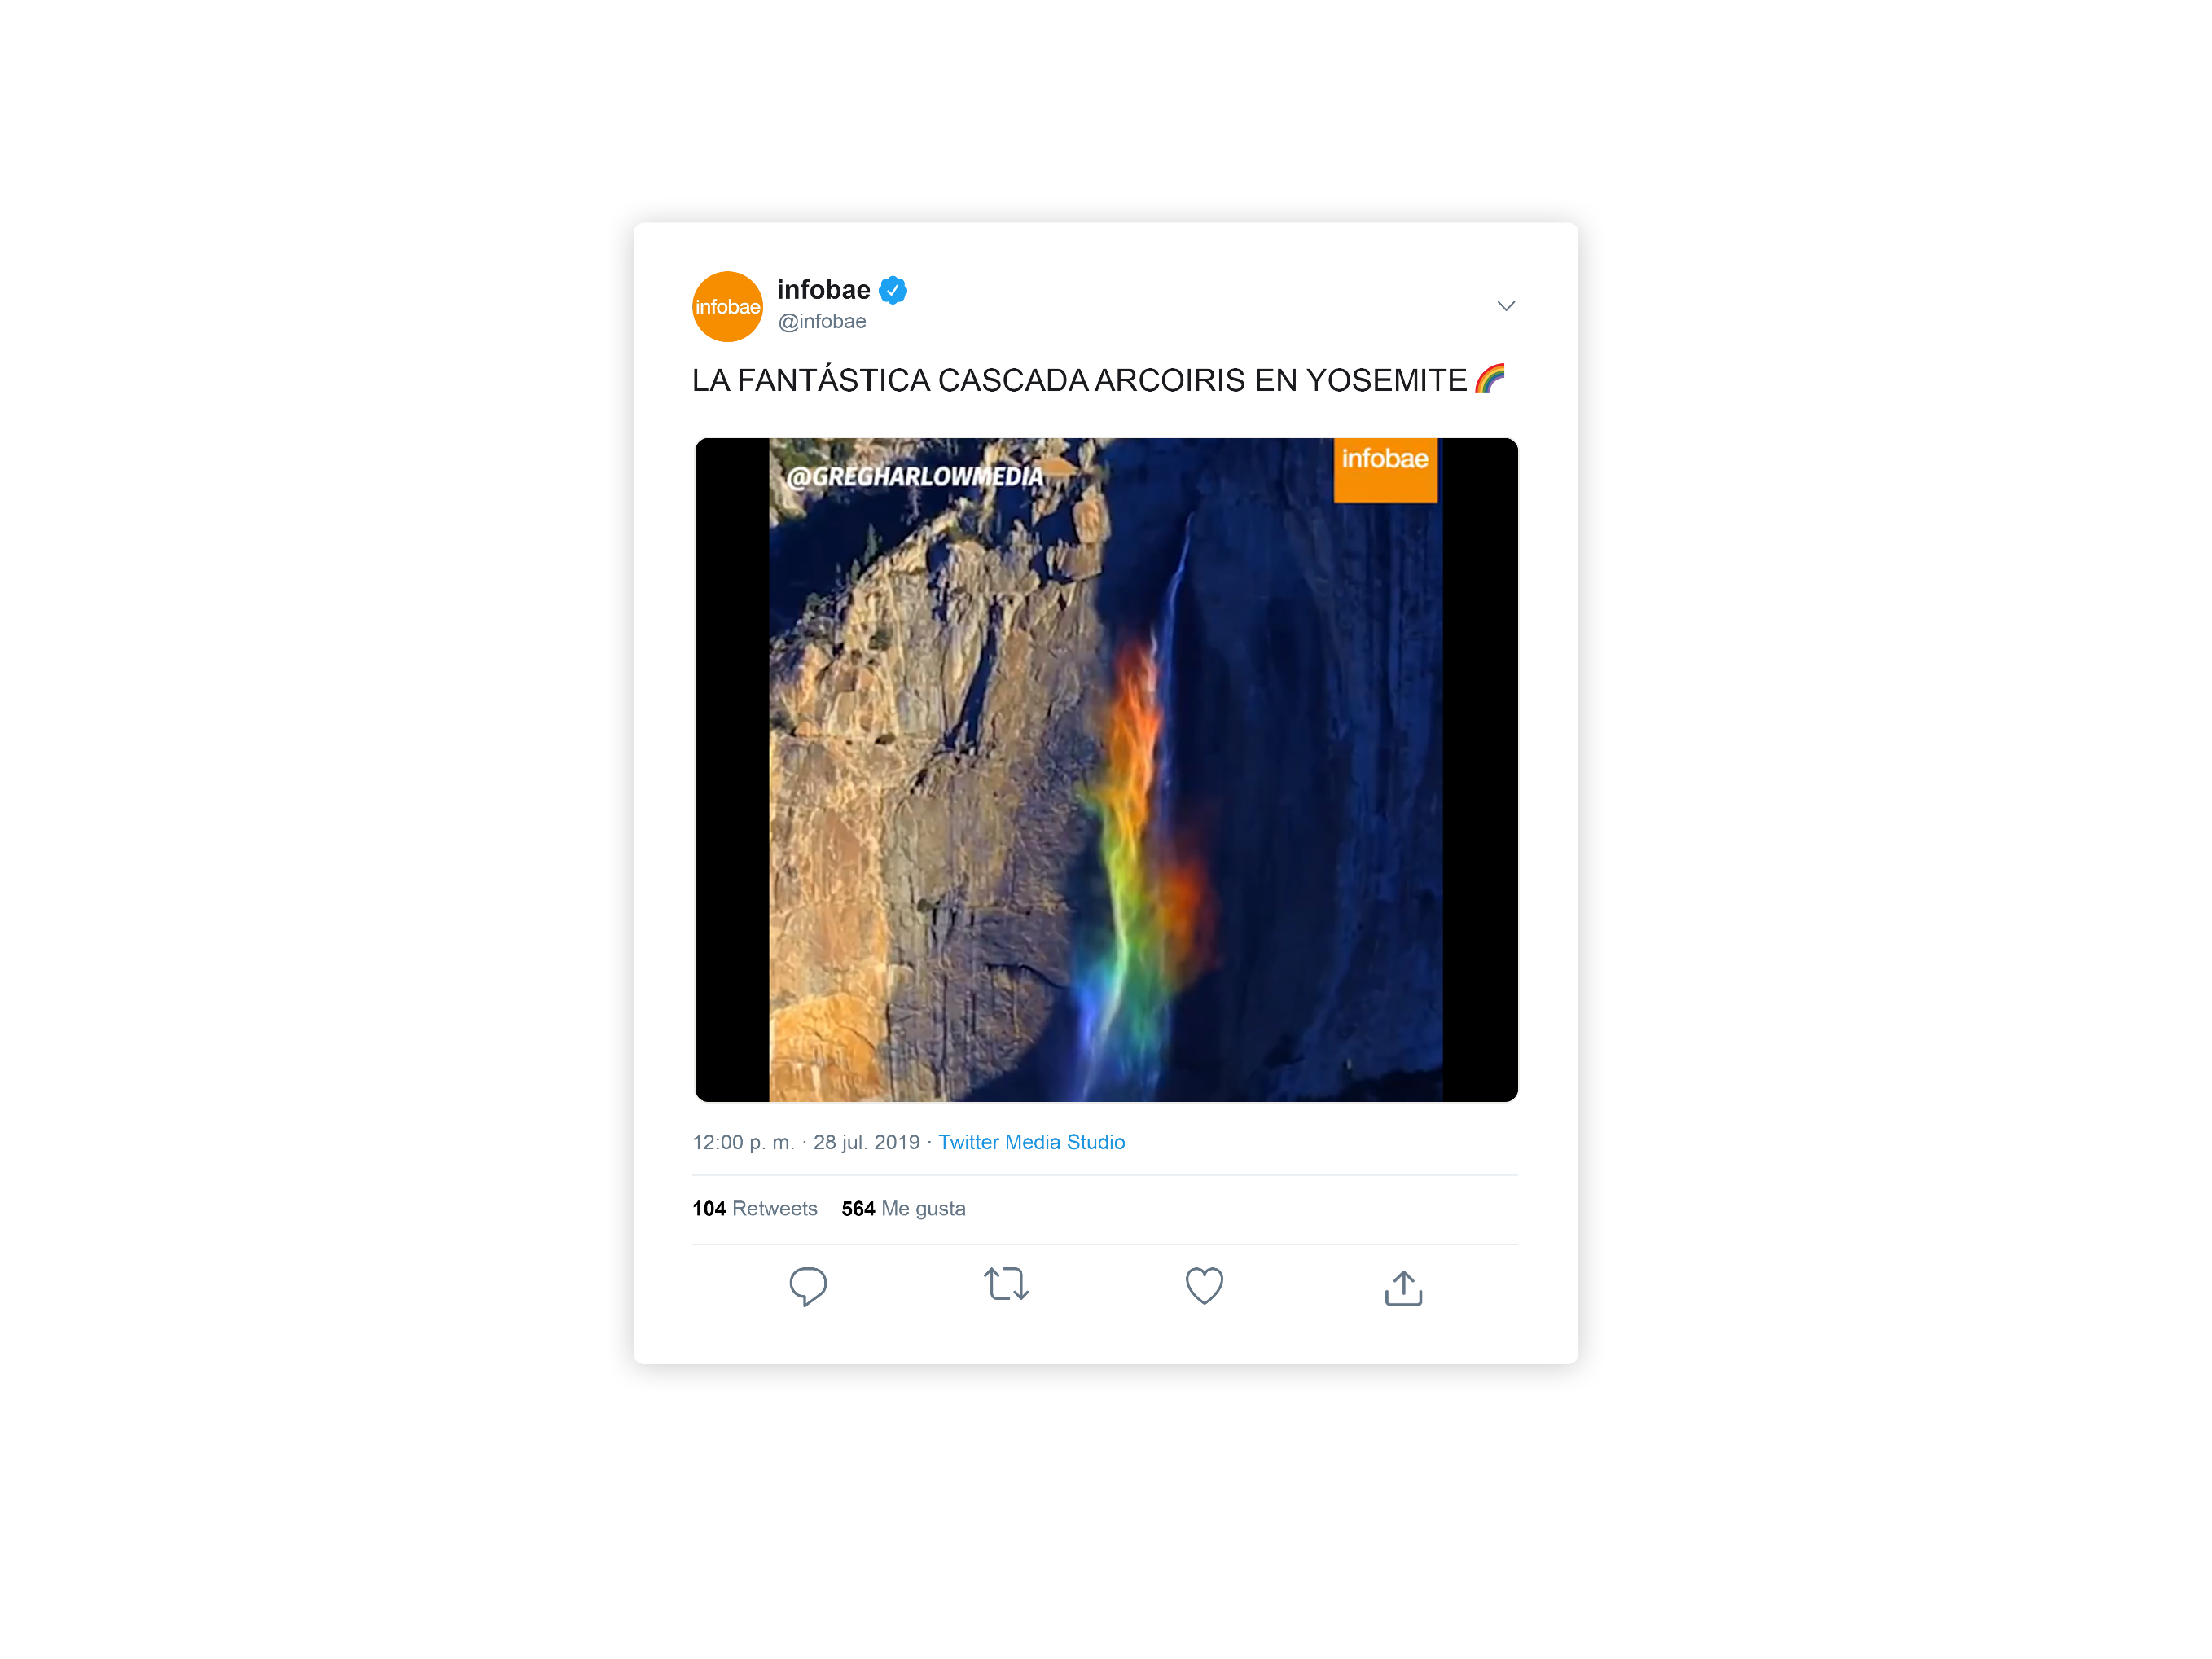 infobae
infobae
@infobae
LA FANTÁSTICA CASCADA ARCOIRIS EN YOSEMITE 🌈
@GREGHARLOWMEDIA
infobae
12:00 p. m. · 28 jul. 2019 · Twitter Media Studio
104 Retweets 564 Me gusta